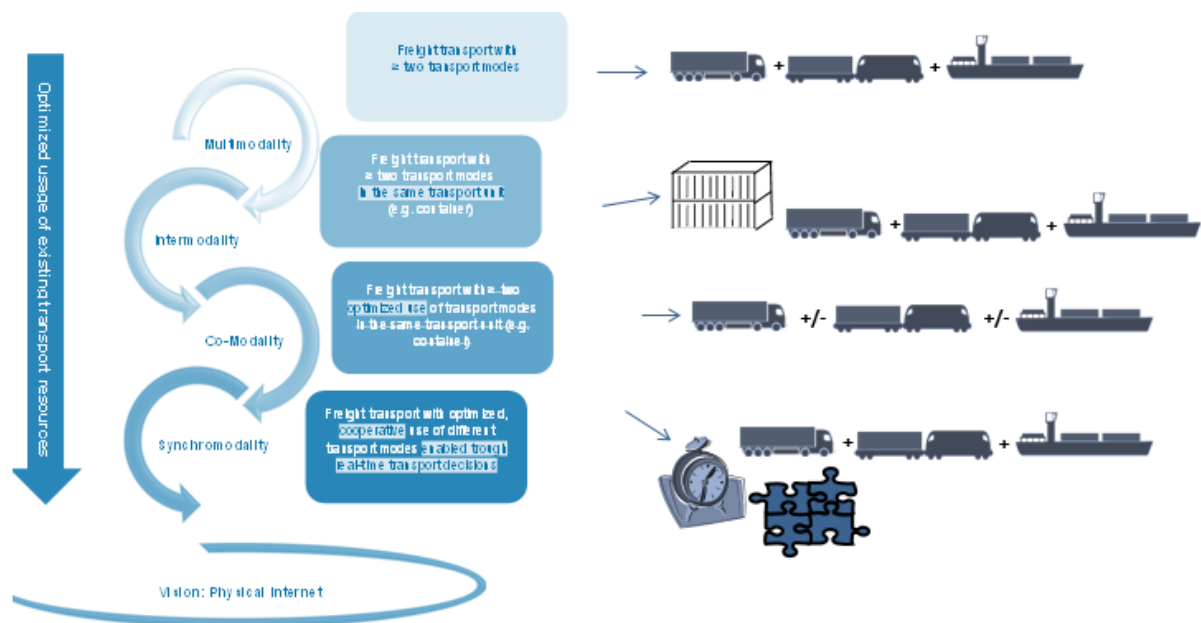 Optimized usage of existing transport resources
Freight transport with
≥ two transport modes
+
+
Multimodality
Freight transport with
≥ two transport modes
in the same transport unit
(e.g. container)
+
+
Intermodality
Freight transport with ≥ two
optimized use of transport modes
in the same transport unit (e.g.
container)
+/-
+/-
Co-Modality
Freight transport with optimized,
cooperative use of different
transport modes enabled trough
real-time transport decisions
+
+
Synchromodality
Vision: Physical Internet